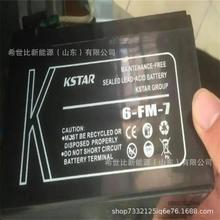 希世比新能源（山东）有限公司
K
KSTAR
MAINTENANCE-FREE
SEALED LEAD-ACID BATTERY
KSTAR GROUP
6-FM-7
CAUTION:
●MUST BE RECYCLED OR
DISPOSED PROPERLY
●DO NOT SHORT CIRCUIT
BATTERY TERMINALS
希世比新能源（山东）有限公司
shop7332125lq6e76.1688.com